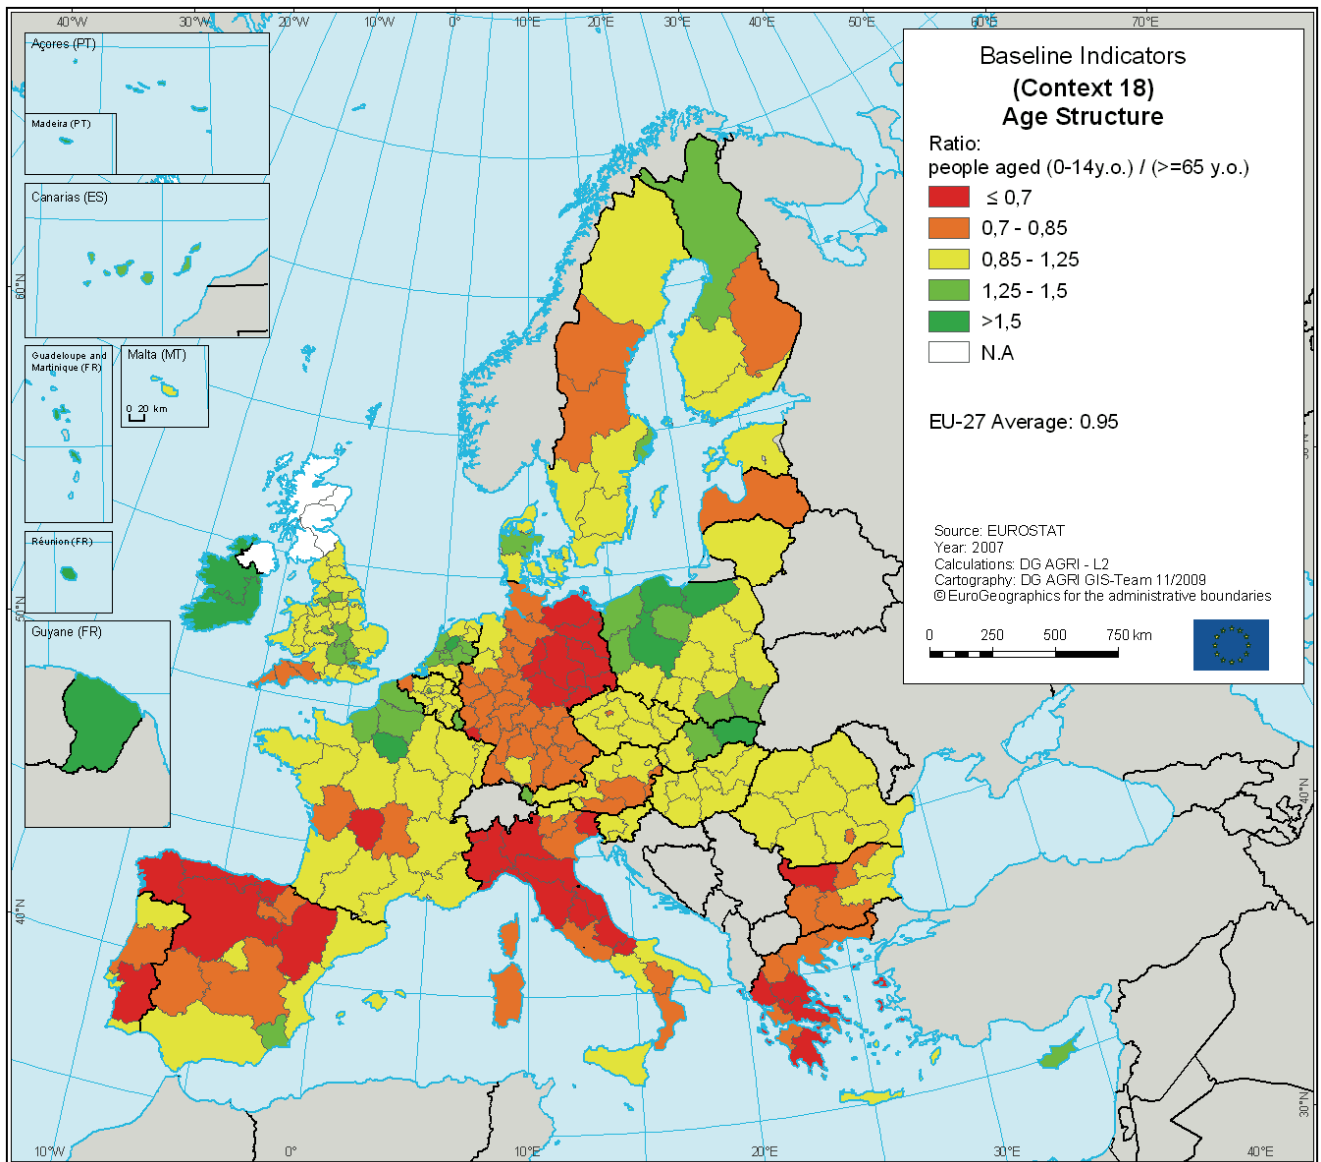 40°W
30°W
20°W
10°W
0°
10°E
20°E
30°E
40°E
50°E
60°E
70°E
Açores (PT)
Madeira (PT)
Canarias (ES)
Guadeloupe and
Martinique (FR)
Malta (MT)
0 20 km
Réunion (FR)
Guyane (FR)
Baseline Indicators
(Context 18)
Age Structure
Ratio:
people aged (0-14y.o.) / (>=65 y.o.)
≤ 0,7
0,7 - 0,85
0,85 - 1,25
1,25 - 1,5
>1,5
N.A
EU-27 Average: 0.95
Source: EUROSTAT
Year: 2007
Calculations: DG AGRI - L2
Cartography: DG AGRI GIS-Team 11/2009
© EuroGeographics for the administrative boundaries
0 250 500 750 km
60°N
50°N
40°N
40°N
30°N
10°W
0°
10°E
20°E
30°E
40°E